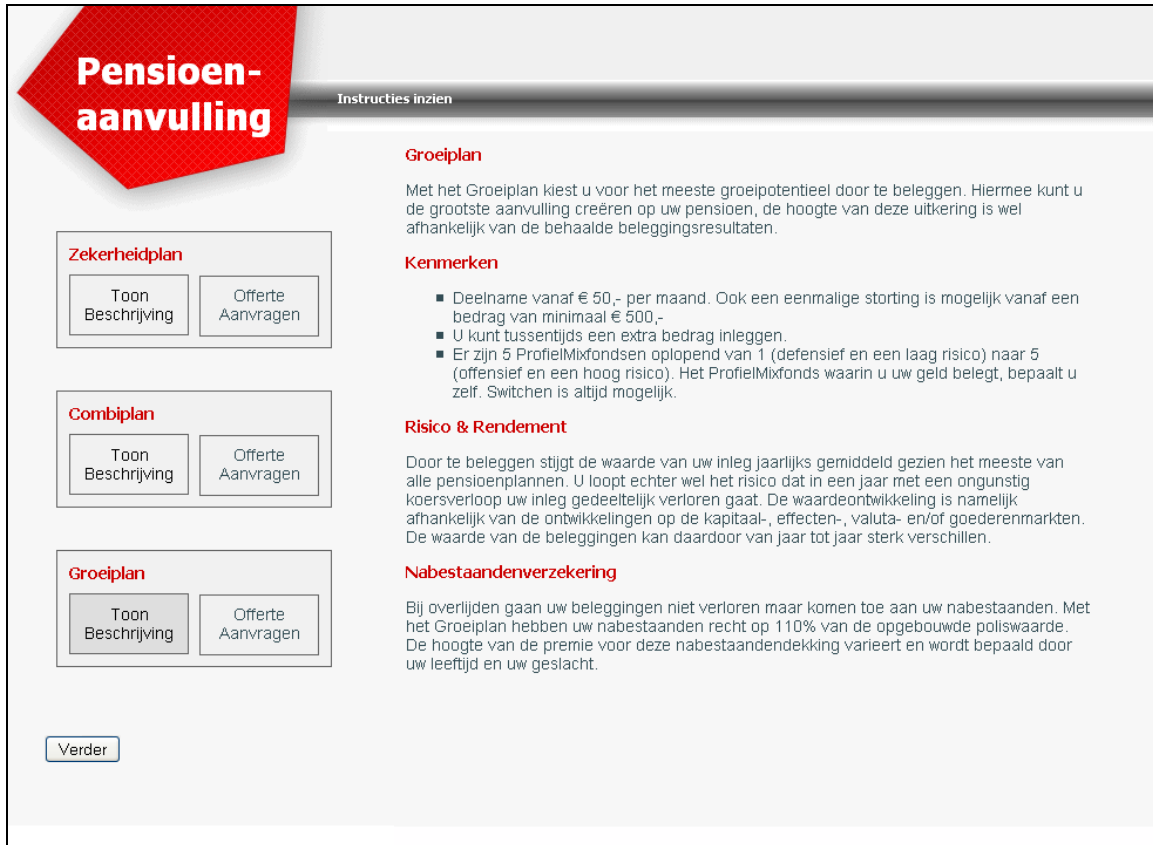 Pensioen-
aanvulling
Instructies inzien
Zekerheidplan
Toon
Beschrijving
Offerte
Aanvragen
Combiplan
Toon
Beschrijving
Offerte
Aanvragen
Groeiplan
Toon
Beschrijving
Offerte
Aanvragen
Verder
Groeiplan
Met het Groeiplan kiest u voor het meeste groeipotentieel door te beleggen. Hiermee kunt u
de grootste aanvulling creëren op uw pensioen, de hoogte van deze uitkering is wel
afhankelijk van de behaalde beleggingsresultaten.
Kenmerken
▪ Deelname vanaf € 50,- per maand. Ook een eenmalige storting is mogelijk vanaf een
bedrag van minimaal € 500,-
▪ U kunt tussentijds een extra bedrag inleggen.
▪ Er zijn 5 ProfielMixfondsen oplopend van 1 (defensief en een laag risico) naar 5
(offensief en een hoog risico). Het ProfielMixfonds waarin u uw geld belegt, bepaalt u
zelf. Switchen is altijd mogelijk.
Risico & Rendement
Door te beleggen stijgt de waarde van uw inleg jaarlijks gemiddeld gezien het meeste van
alle pensioenplannen. U loopt echter wel het risico dat in een jaar met een ongunstig
koersverloop uw inleg gedeeltelijk verloren gaat. De waardeontwikkeling is namelijk
afhankelijk van de ontwikkelingen op de kapitaal-, effecten-, valuta- en/of goederenmarkten.
De waarde van de beleggingen kan daardoor van jaar tot jaar sterk verschillen.
Nabestaandenverzekering
Bij overlijden gaan uw beleggingen niet verloren maar komen toe aan uw nabestaanden. Met
het Groeiplan hebben uw nabestaanden recht op 110% van de opgebouwde poliswaarde.
De hoogte van de premie voor deze nabestaandendekking varieert en wordt bepaald door
uw leeftijd en uw geslacht.